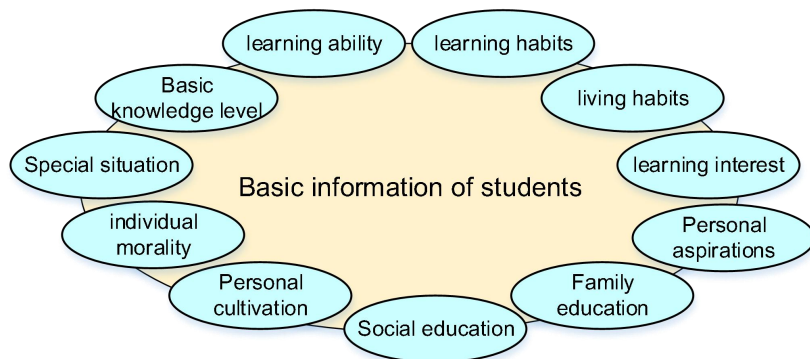 learning ability
learning habits
Basic
knowledge level
living habits
Special situation
learning interest
Basic information of students
individual
morality
Personal
aspirations
Personal
cultivation
Family
education
Social education